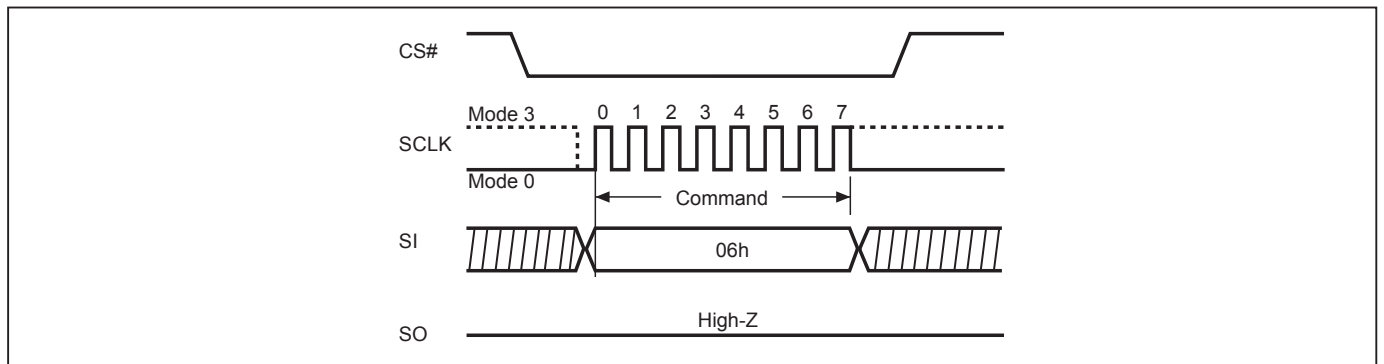 CS#
Mode 3
0 1 2 3 4 5 6 7
SCLK
Mode 0
Command
SI
06h
High-Z
SO